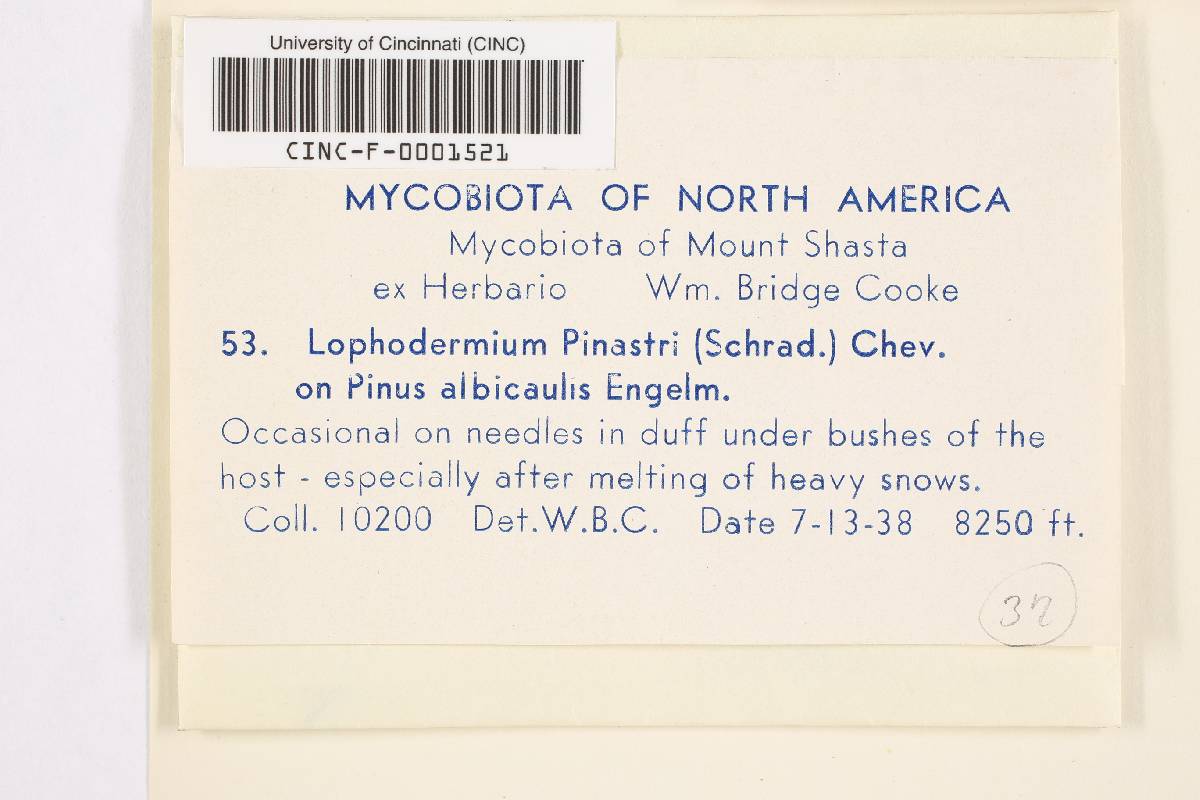 University of Cincinnati (CINC)
CINC-F-0001521
MYCOBIOTA OF NORTH AMERICA
Mycobiota of Mount Shasta
ex Herbario Wm. Bridge Cooke
53. Lophodermium Pinastri (Schrad.) Chev.
on Pinus albicaulis Engelm.
Occasional on needles in duff under bushes of the
host - especially after melting of heavy snows.
Coll. 10200 Det.W.B.C. Date 7-13-38 8250 ft.